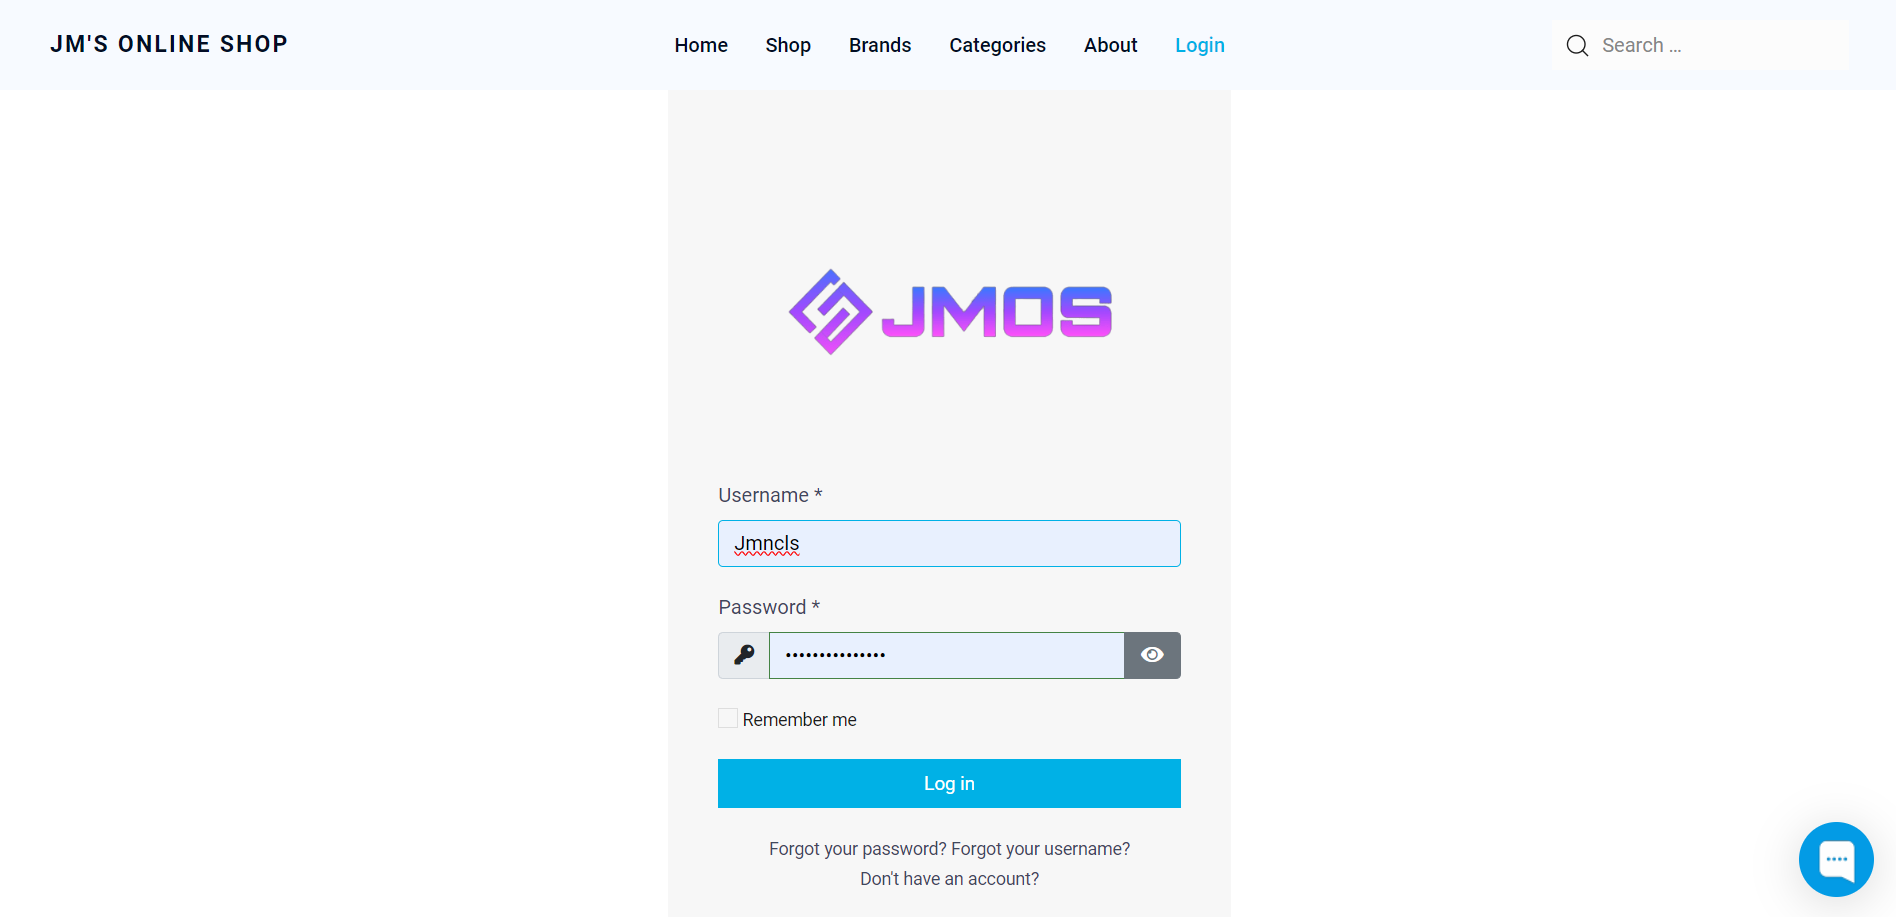 JM'S ONLINE SHOP
Home Shop Brands Categories About Login
Search ...
JMOS
Username *
Jmncls
Password *
•••••••••••••••
Remember me
Log in
Forgot your password? Forgot your username?
Don't have an account?